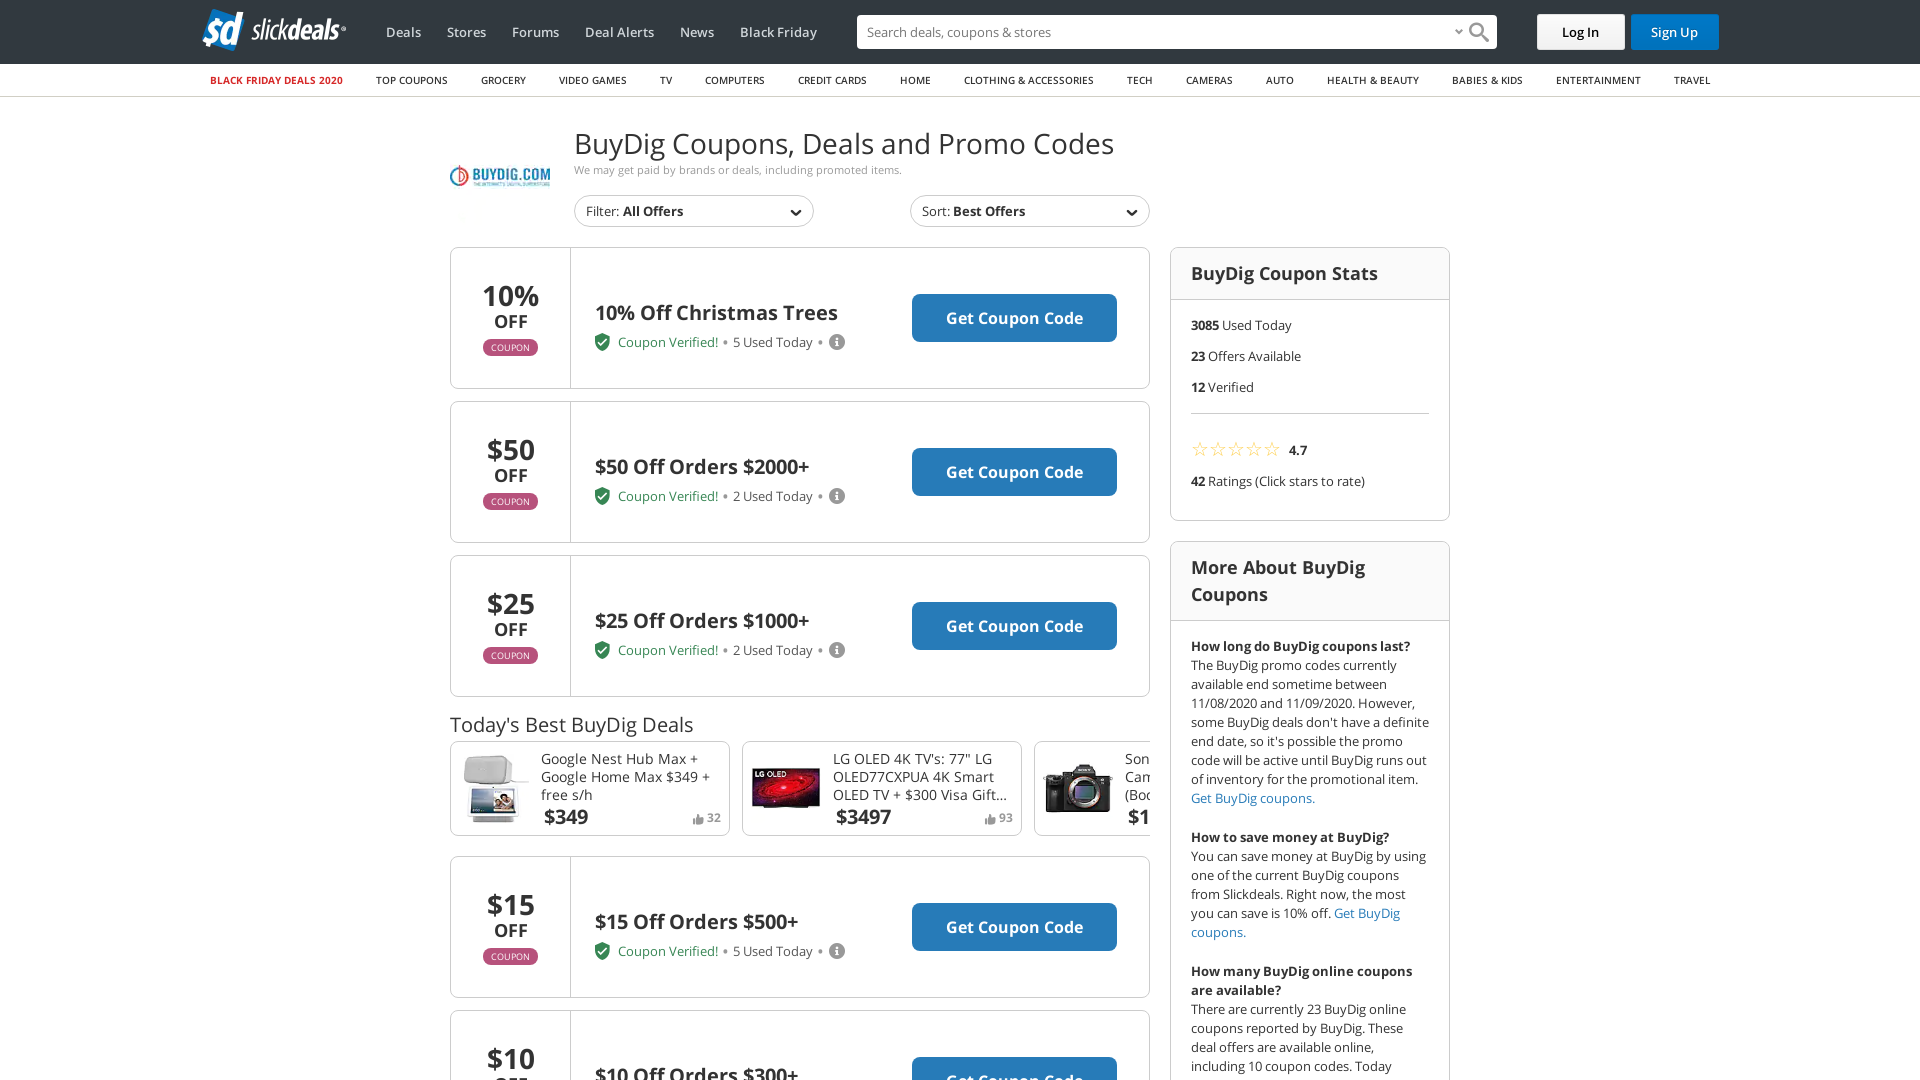 sd slickdeals
Deals Stores Forums Deal Alerts News Black Friday
Search deals, coupons & stores
Log In Sign Up
BLACK FRIDAY DEALS 2020 TOP COUPONS GROCERY VIDEO GAMES TV COMPUTERS CREDIT CARDS HOME CLOTHING & ACCESSORIES TECH CAMERAS AUTO HEALTH & BEAUTY BABIES & KIDS ENTERTAINMENT TRAVEL
BUYDIG.COM
BuyDig Coupons, Deals and Promo Codes
We may get paid by brands or deals, including promoted items.
Filter: All Offers
Sort: Best Offers
10%
OFF
COUPON
10% Off Christmas Trees
Coupon Verified! • 5 Used Today •
Get Coupon Code
$50
OFF
COUPON
$50 Off Orders $2000+
Coupon Verified! • 2 Used Today •
Get Coupon Code
$25
OFF
COUPON
$25 Off Orders $1000+
Coupon Verified! • 2 Used Today •
Get Coupon Code
Today's Best BuyDig Deals
Google Nest Hub Max +
Google Home Max $349 +
free s/h
$349
32
LG OLED
LG OLED 4K TV's: 77" LG
OLED77CXPUA 4K Smart
OLED TV + $300 Visa Gift...
$3497
93
Son
Cam
(Boc
$1
$15
OFF
COUPON
$15 Off Orders $500+
Coupon Verified! • 5 Used Today •
Get Coupon Code
$10
OFF
$10 Off Orders $300+
Get Coupon Code
BuyDig Coupon Stats
3085 Used Today
23 Offers Available
12 Verified
4.7
42 Ratings (Click stars to rate)
More About BuyDig
Coupons
How long do BuyDig coupons last?
The BuyDig promo codes currently
available end sometime between
11/08/2020 and 11/09/2020. However,
some BuyDig deals don't have a definite
end date, so it's possible the promo
code will be active until BuyDig runs out
of inventory for the promotional item.
Get BuyDig coupons.
How to save money at BuyDig?
You can save money at BuyDig by using
one of the current BuyDig coupons
from Slickdeals. Right now, the most
you can save is 10% off. Get BuyDig
coupons.
How many BuyDig online coupons
are available?
There are currently 23 BuyDig online
coupons reported by BuyDig. These
deal offers are available online,
including 10 coupon codes. Today